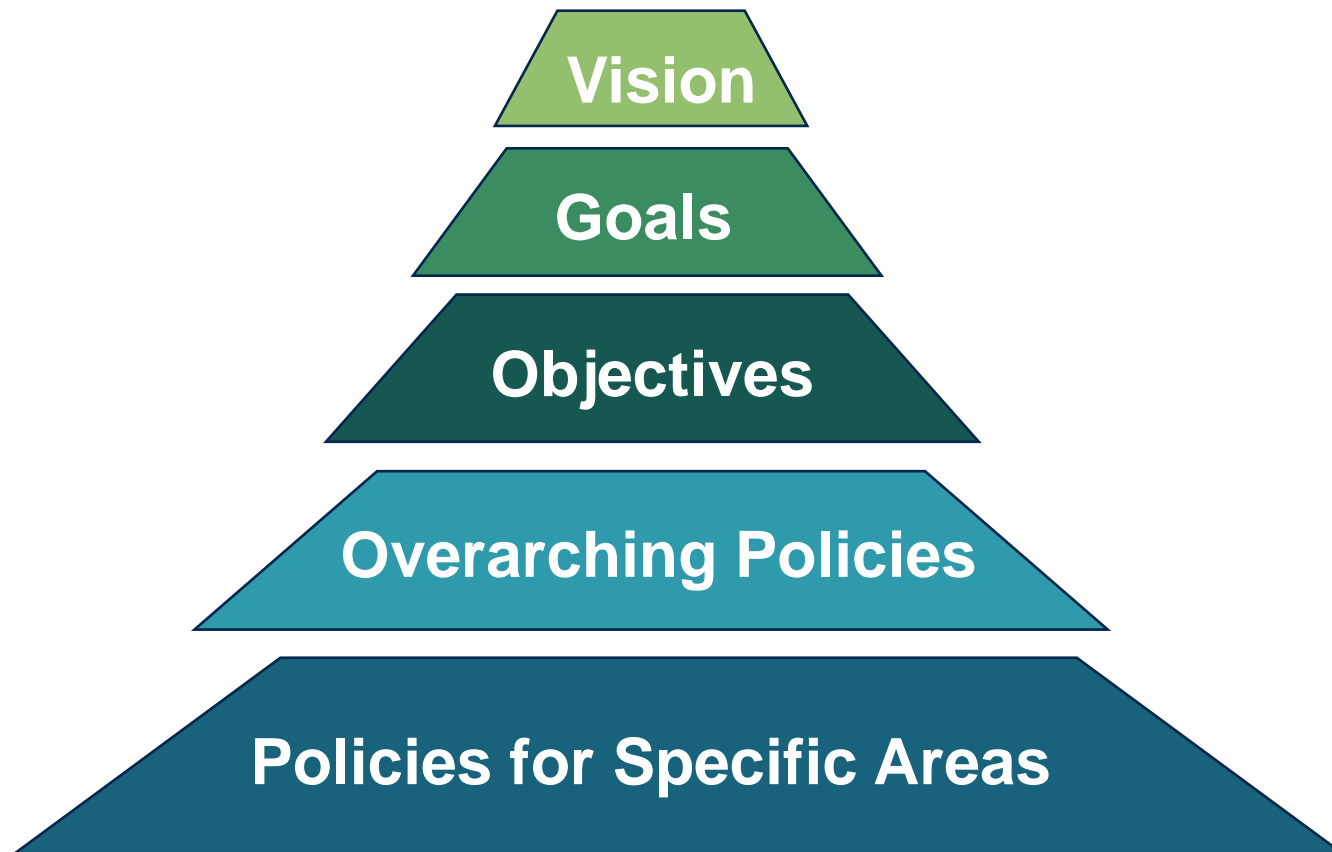 Vision
Goals
Objectives
Overarching Policies
Policies for Specific Areas